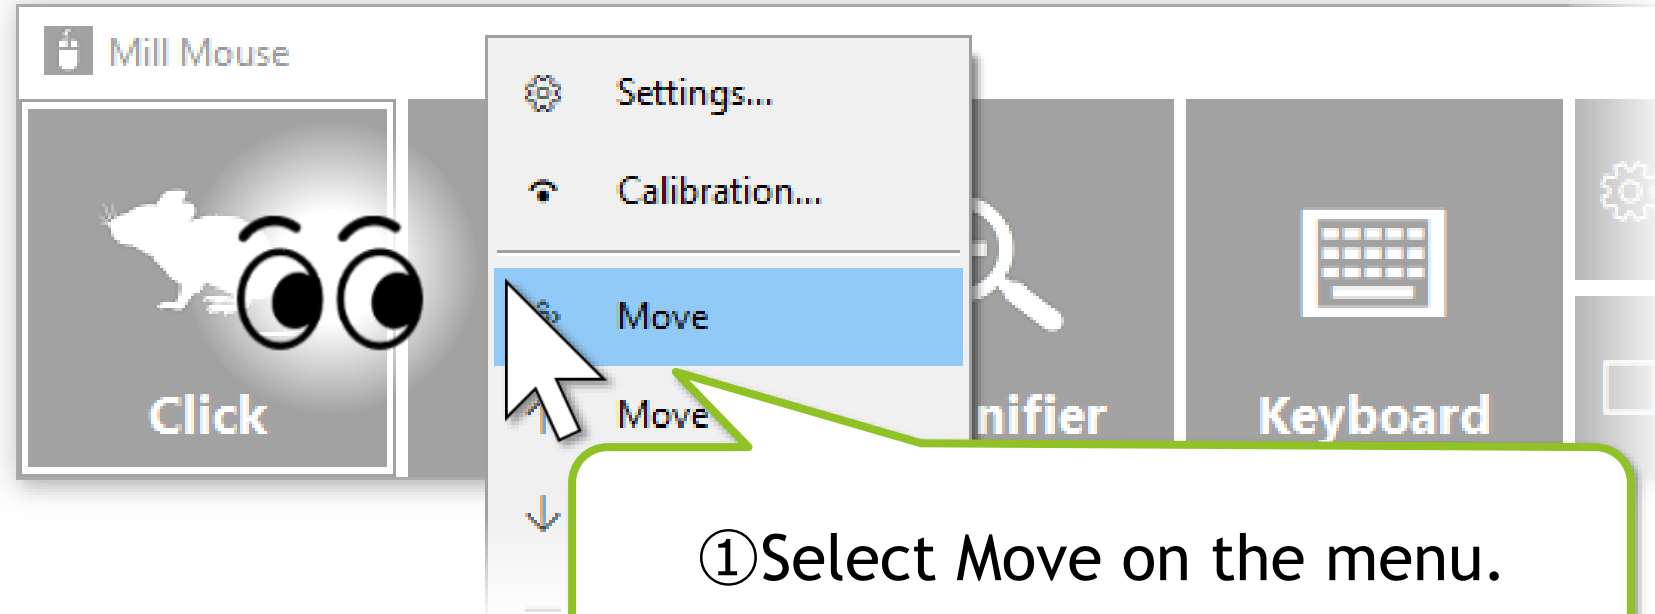 Mill Mouse
Settings...
Calibration...
Move
Move
Click
nifier
Keyboard
①Select Move on the menu.